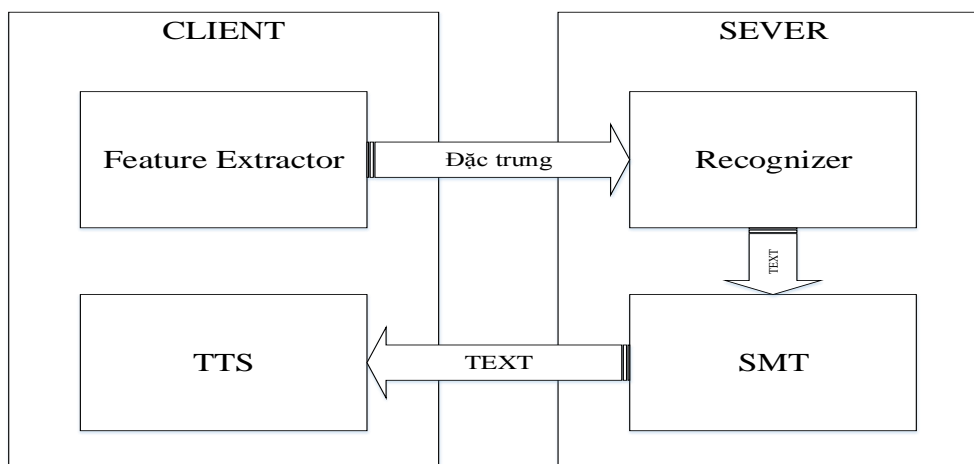 CLIENT
SEVER
Feature Extractor
Đặc trưng
Recognizer
TEXT
TTS
TEXT
SMT